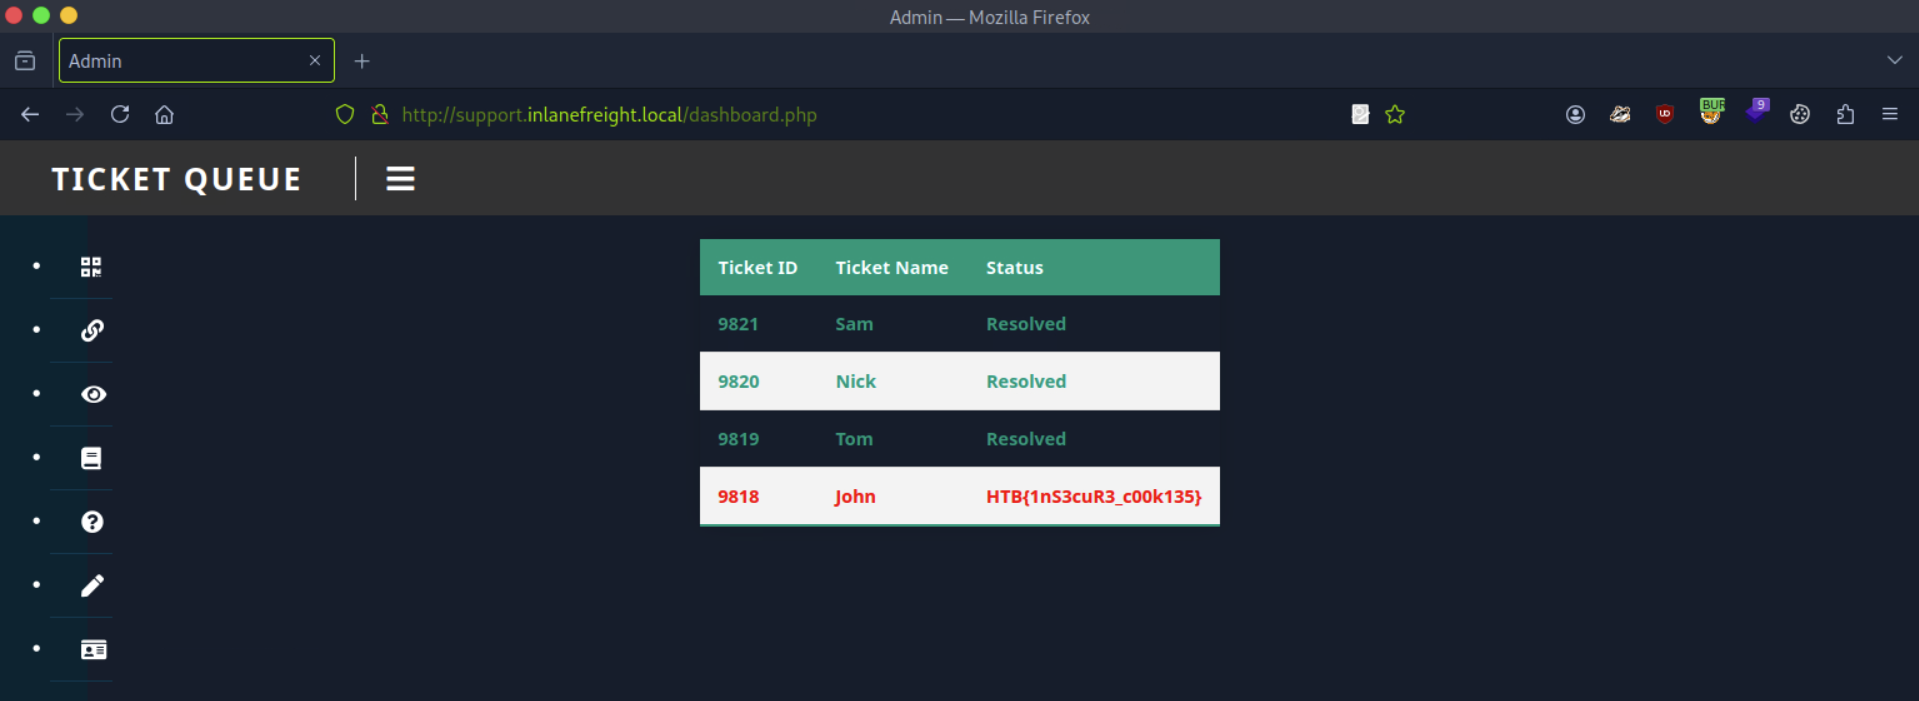 Admin — Mozilla Firefox
Admin
http://support.inlanefreight.local/dashboard.php
BUR
9
TICKET QUEUE
Ticket ID Ticket Name Status
9821 Sam Resolved
9820 Nick Resolved
9819 Tom Resolved
9818 John HTB{1nS3cuR3_c00k135}